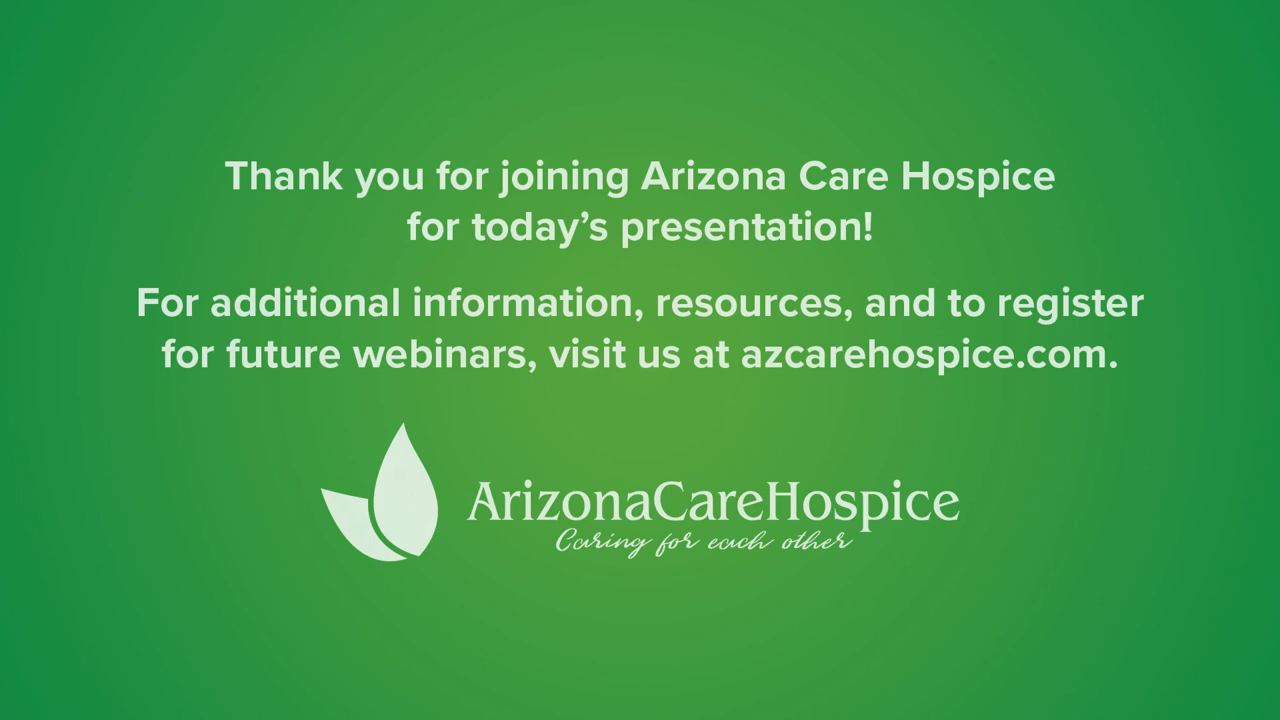 Thank you for joining Arizona Care Hospice
for today’s presentation!
For additional information, resources, and to register
for future webinars, visit us at azcarehospice.com.
ArizonaCareHospice
Caring for each other